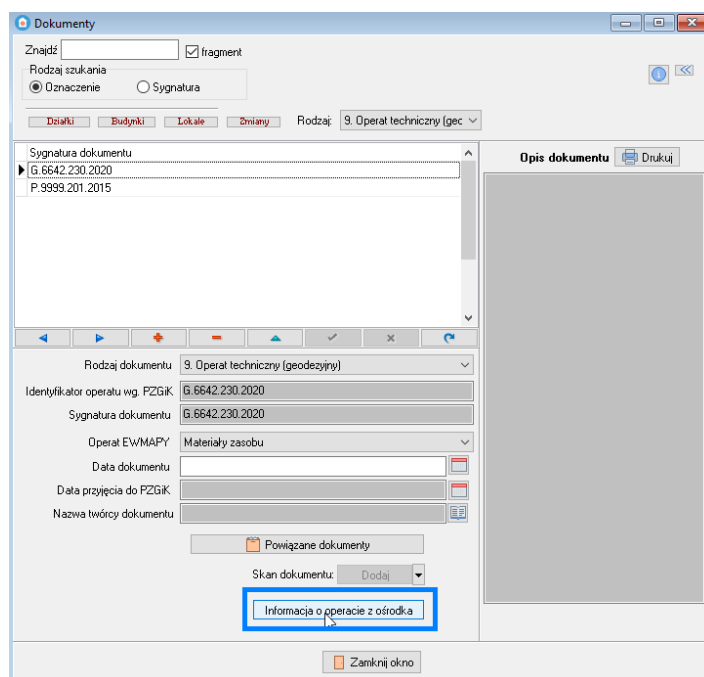 Dokumenty
Znajdź fragment
Rodzaj szukania
Oznaczenie Sygnatura
Działki Budynki Lokale Zmiany Rodzaj: 9. Operat techniczny (gec
Sygnatura dokumentu
G.6642.230.2020
P.9999.201.2015
Opis dokumentu Drukuj
Rodzaj dokumentu 9. Operat techniczny (geodezyjny)
Identyfikator operatu wg. PZGiK G.6642.230.2020
Sygnatura dokumentu G.6642.230.2020
Operat EWMAPY Materiały zasobu
Data dokumentu
Data przyjęcia do PZGiK
Nazwa twórcy dokumentu
Powiązane dokumenty
Skan dokumentu: Dodaj
Informacja o operacie z ośrodka
Zamknij okno